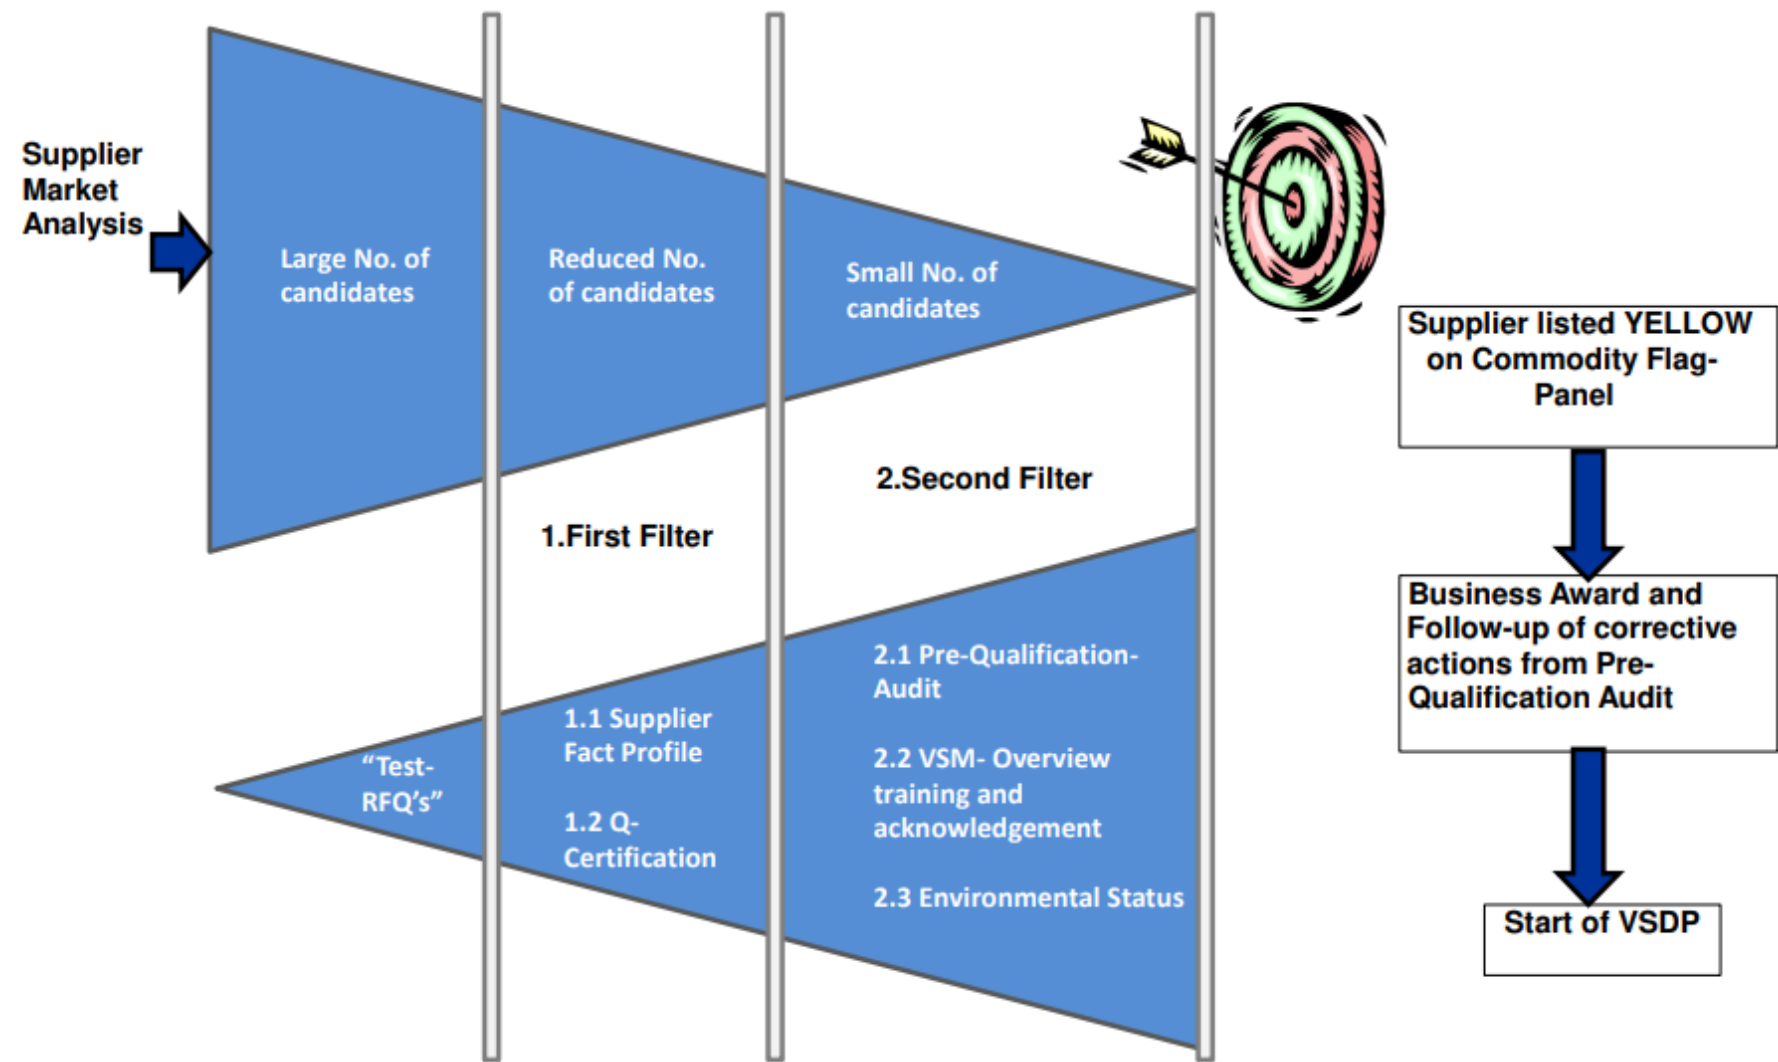 Supplier
Market
Analysis
Large No. of
candidates
Reduced No.
of candidates
Small No. of
candidates
1.First Filter
2.Second Filter
“Test-
RFQ’s”
1.1 Supplier
Fact Profile
1.2 Q-
Certification
2.1 Pre-Qualification-
Audit
2.2 VSM- Overview
training and
acknowledgement
2.3 Environmental Status
Supplier listed YELLOW
on Commodity Flag-
Panel
Business Award and
Follow-up of corrective
actions from Pre-
Qualification Audit
Start of VSDP